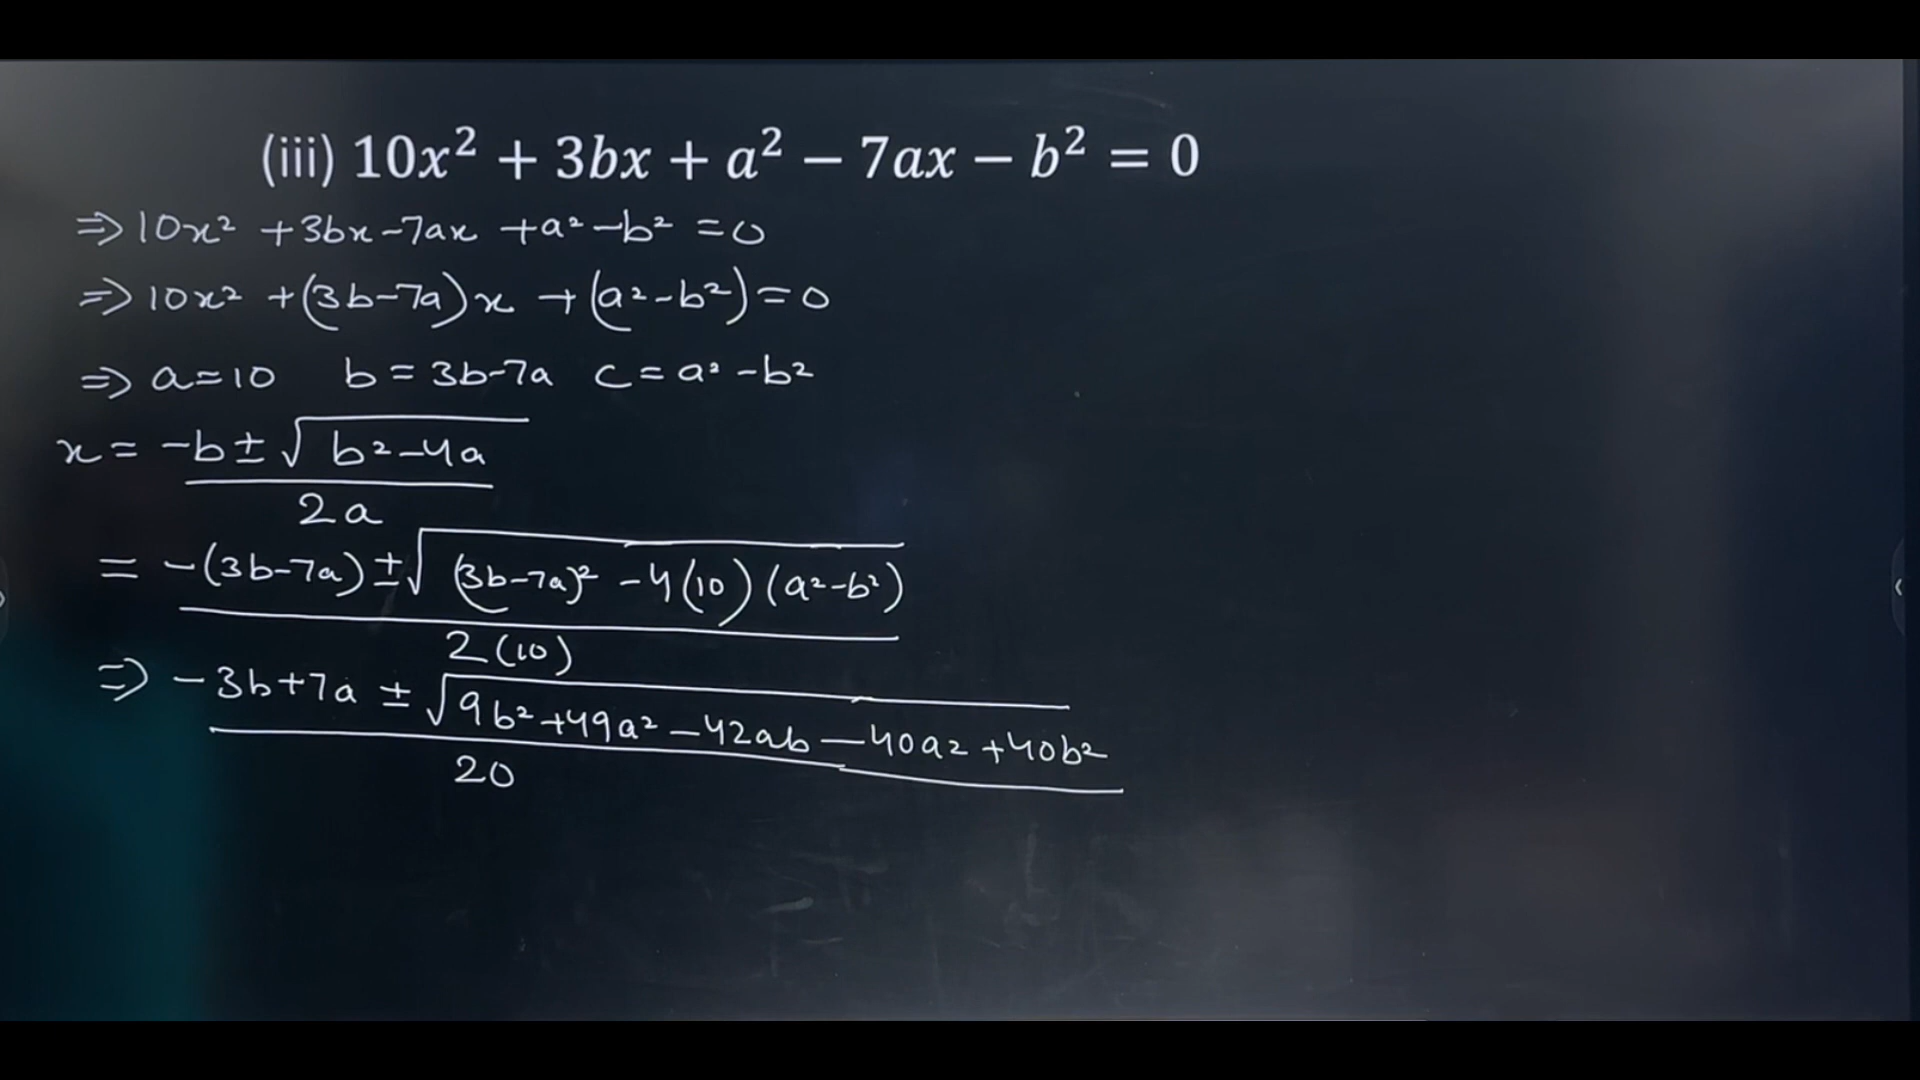 (iii) 10x² + 3bx + a² − 7ax − b² = 0
⇒ 10x² + 3bx - 7ax + a² - b² = 0
⇒ 10x² + (3b-7a)x + (a²-b²) = 0
⇒ a=10 b = 3b-7a c = a² - b²
x = -b ± √b²-4a
2a
= -(3b-7a) ± √(3b-7a)² -4(10)(a²-b²)
2(10)
⇒ -3b+7a ± √9b²+49a²-42ab-40a²+40b²
20